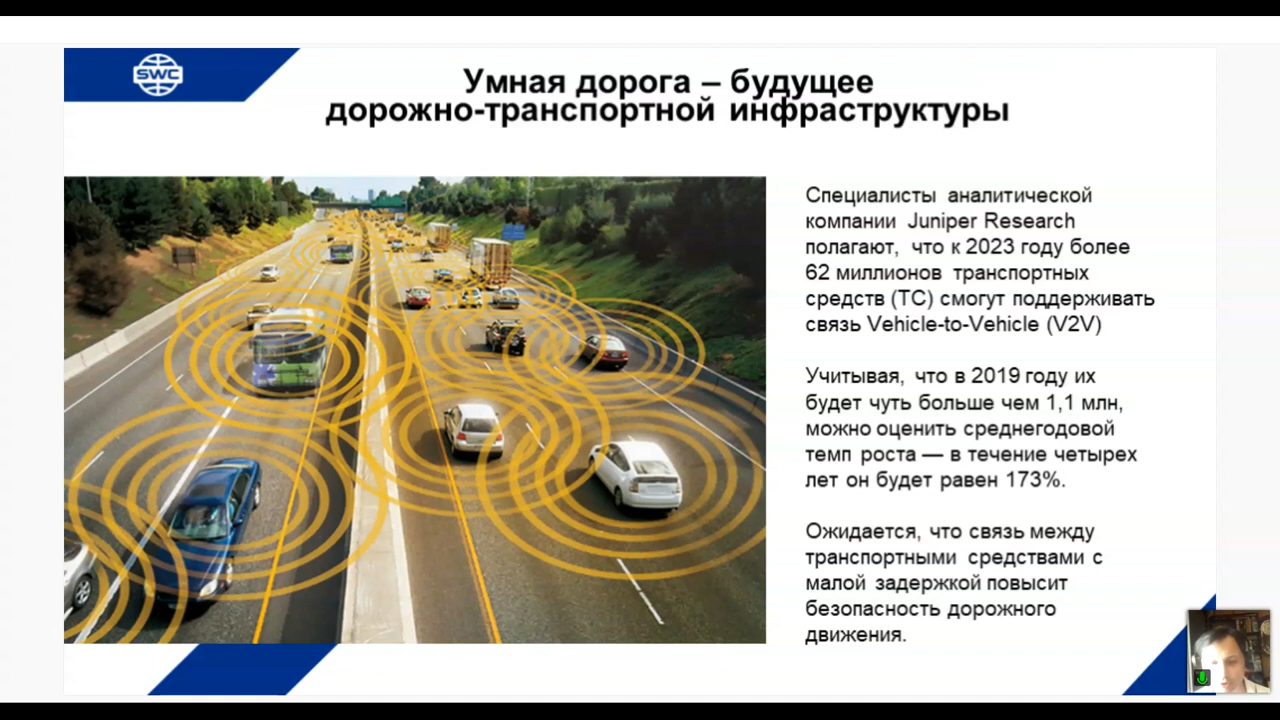 SWC
Умная дорога – будущее
дорожно-транспортной инфраструктуры
Специалисты аналитической
компании Juniper Research
полагают, что к 2023 году более
62 миллионов транспортных
средств (ТС) смогут поддерживать
связь Vehicle-to-Vehicle (V2V)
Учитывая, что в 2019 году их
будет чуть больше чем 1,1 млн,
можно оценить среднегодовой
темп роста — в течение четырех
лет он будет равен 173%.
Ожидается, что связь между
транспортными средствами с
малой задержкой повысит
безопасность дорожного
движения.